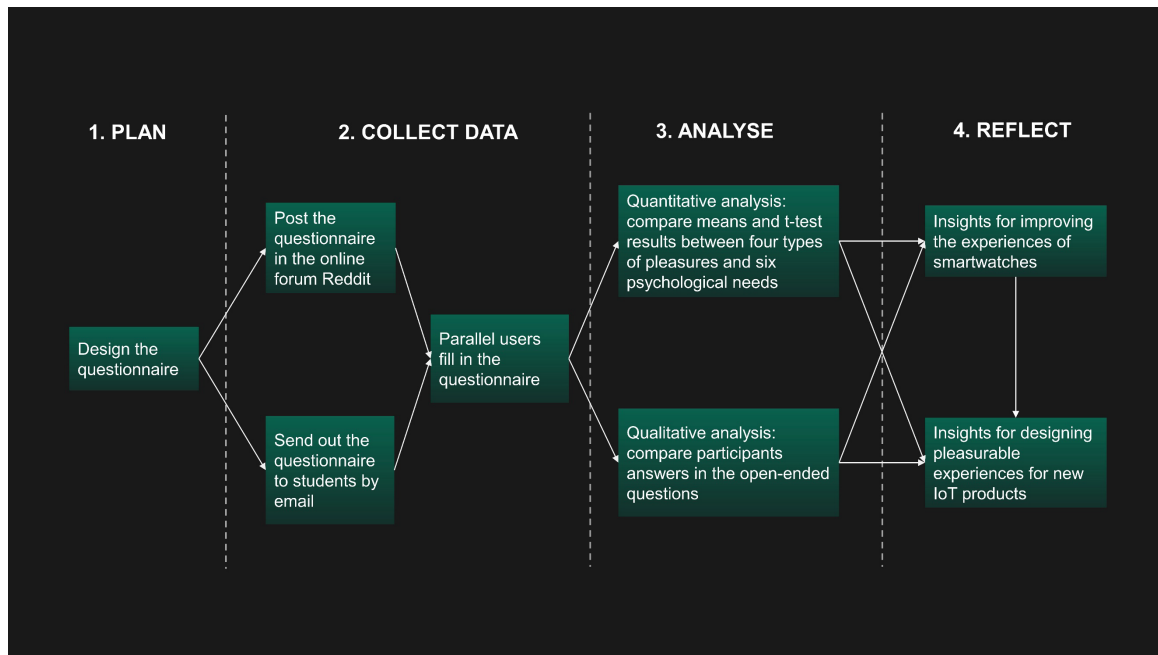 1. PLAN
2. COLLECT DATA
3. ANALYSE
4. REFLECT
Design the
questionnaire
Post the
questionnaire
in the online
forum Reddit
Send out the
questionnaire
to students by
email
Parallel users
fill in the
questionnaire
Quantitative analysis:
compare means and t-test
results between four types
of pleasures and six
psychological needs
Qualitative analysis:
compare participants
answers in the open-ended
questions
Insights for improving
the experiences of
smartwatches
Insights for designing
pleasurable
experiences for new
IoT products